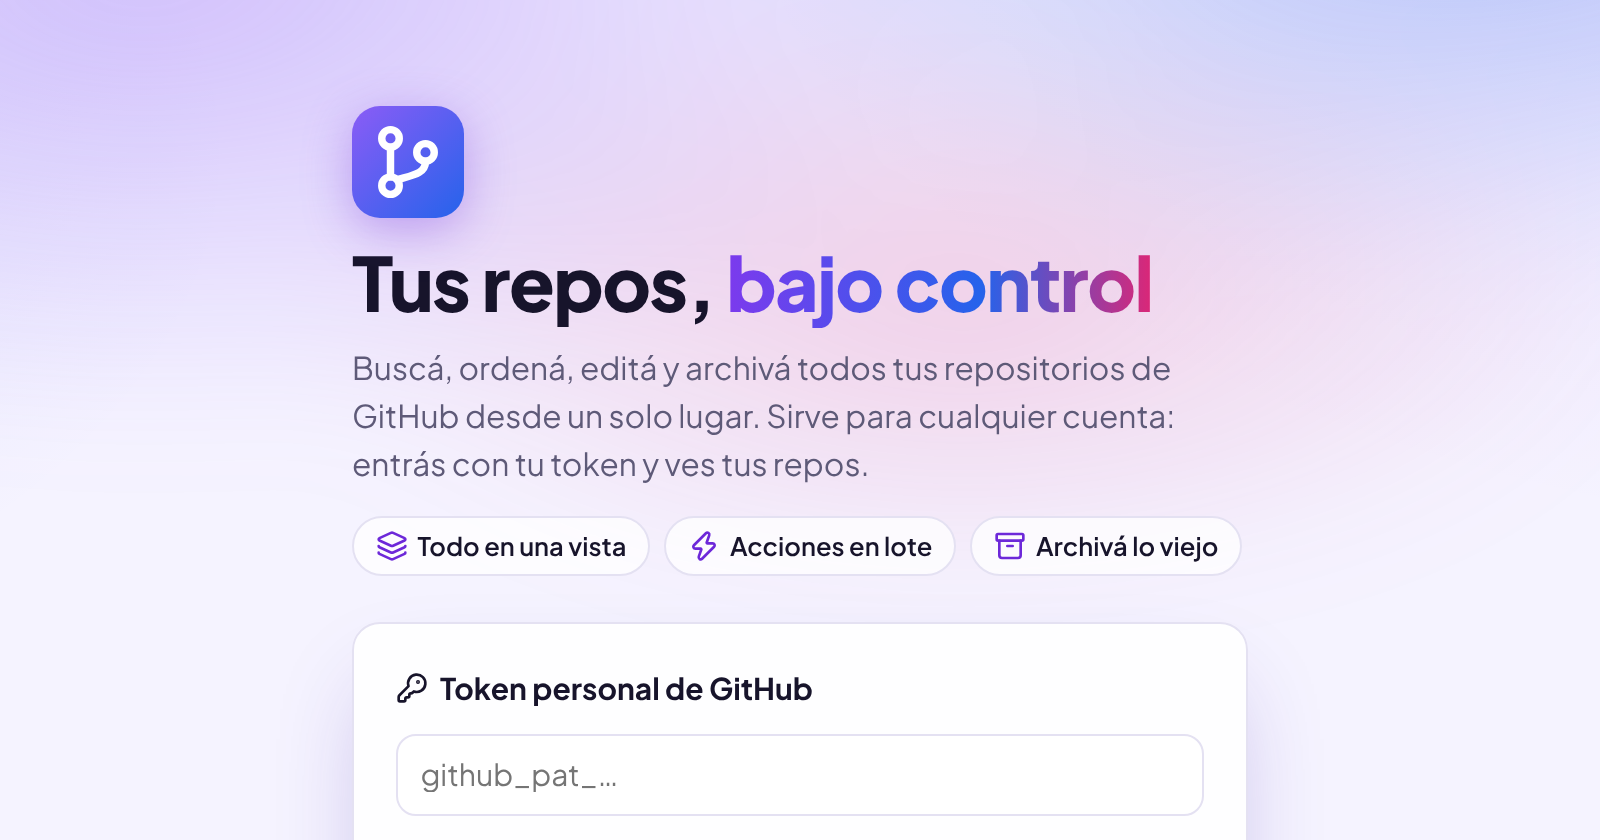 Tus repos, bajo control
Buscá, ordená, editá y archivá todos tus repositorios de
GitHub desde un solo lugar. Sirve para cualquier cuenta:
entrás con tu token y ves tus repos.
Todo en una vista
Acciones en lote
Archivá lo viejo
Token personal de GitHub
github_pat_…